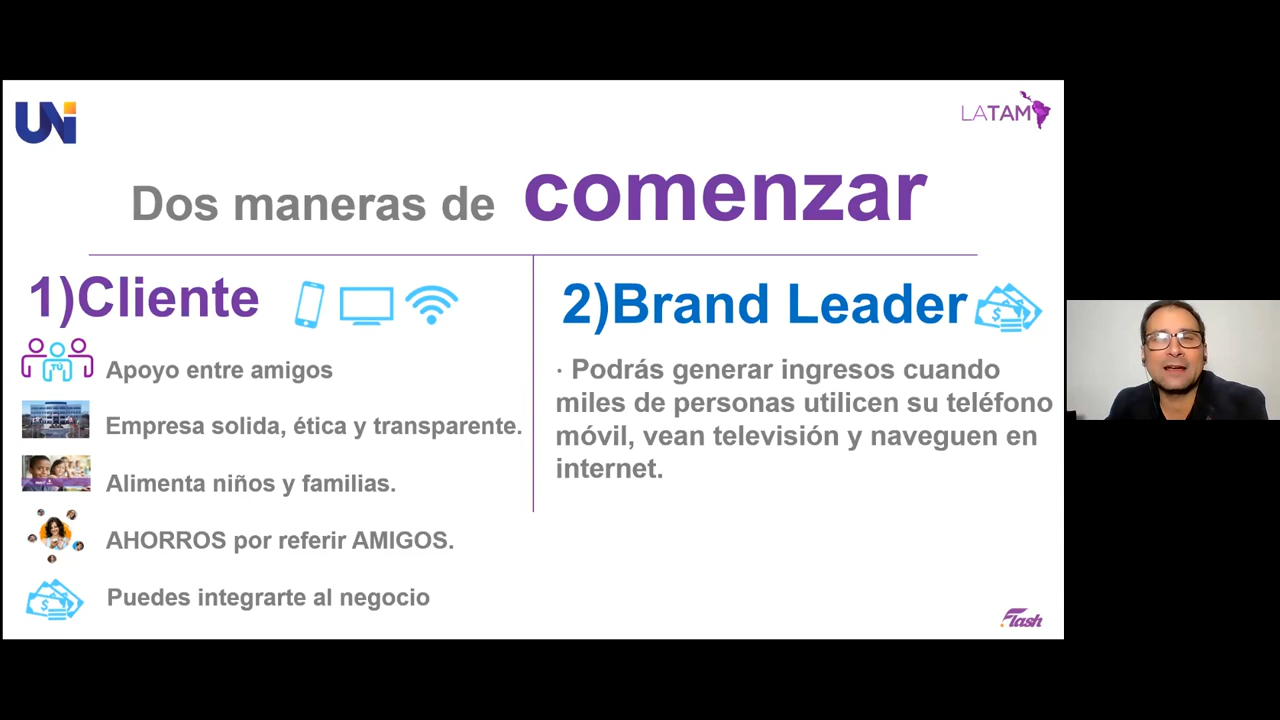 UNi
LATAM
Dos maneras de comenzar
1)Cliente
TÚ
Apoyo entre amigos
Empresa solida, ética y transparente.
Alimenta niños y familias.
AHORROS por referir AMIGOS.
Puedes integrarte al negocio
2)Brand Leader
· Podrás generar ingresos cuando
miles de personas utilicen su teléfono
móvil, vean televisión y naveguen en
internet.
Flash